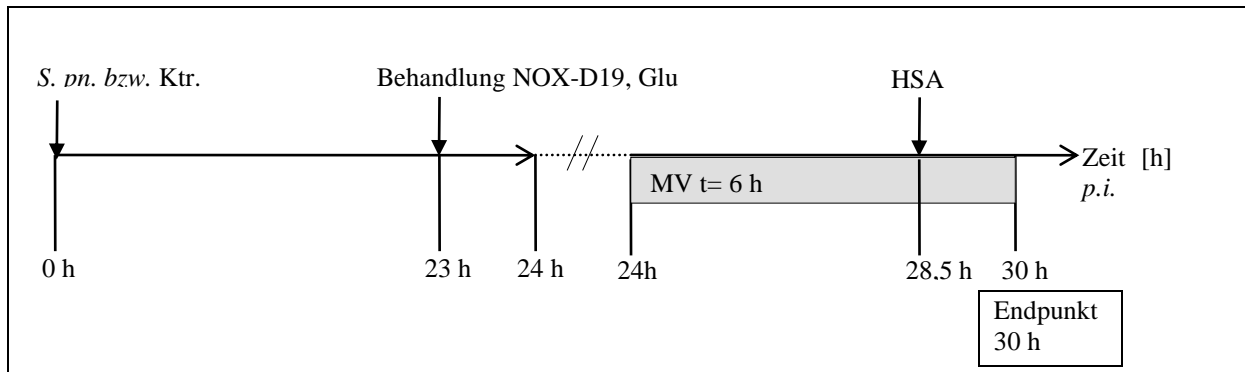 S. pn. bzw. Ktr.
Behandlung NOX-D19, Glu
HSA
Zeit [h]
p.i.
MV t= 6 h
0 h
23 h
24 h
24h
28,5 h
30 h
Endpunkt
30 h